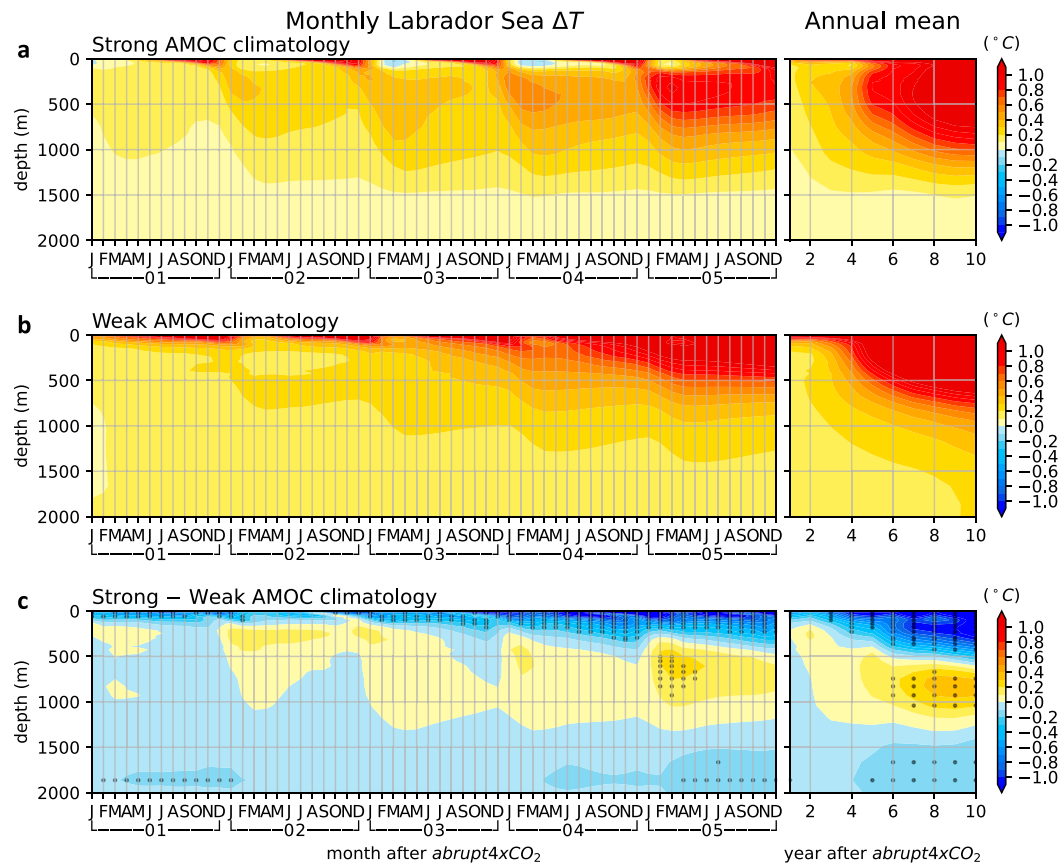 Monthly Labrador Sea ΔT
Annual mean
a
Strong AMOC climatology
(°C)
0
500
1000
1500
2000
depth (m)
J FMAMJ J ASOND J FMAMJ J ASOND J FMAMJ J ASOND J FMAMJ J ASOND J FMAMJ J ASOND
01 02 03 04 05
2 4 6 8 10
1.0
0.8
0.6
0.4
0.2
0.0
−0.2
−0.4
−0.6
−0.8
−1.0
b
Weak AMOC climatology
(°C)
0
500
1000
1500
2000
depth (m)
J FMAMJ J ASOND J FMAMJ J ASOND J FMAMJ J ASOND J FMAMJ J ASOND J FMAMJ J ASOND
01 02 03 04 05
2 4 6 8 10
1.0
0.8
0.6
0.4
0.2
0.0
−0.2
−0.4
−0.6
−0.8
−1.0
c
Strong − Weak AMOC climatology
(°C)
0
500
1000
1500
2000
depth (m)
J FMAMJ J ASOND J FMAMJ J ASOND J FMAMJ J ASOND J FMAMJ J ASOND J FMAMJ J ASOND
01 02 03 04 05
2 4 6 8 10
1.0
0.8
0.6
0.4
0.2
0.0
−0.2
−0.4
−0.6
−0.8
−1.0
month after abrupt4xCO₂
year after abrupt4xCO₂